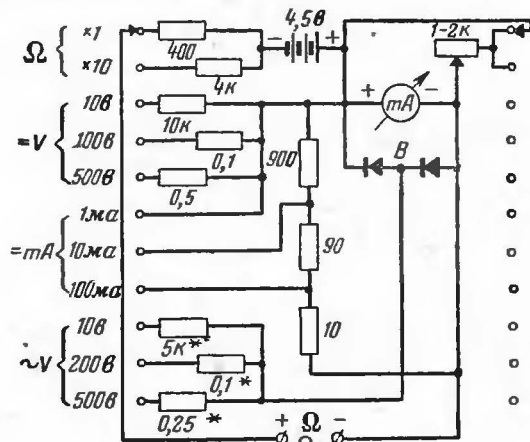 Ω { ×1
×10
400
4к
− 4,5в +
1-2к
+ mA −
B
=V { 10в
100в
500в
10к
0,1
0,5
900
90
10
=mA { 1ма
10ма
100ма
~V { 10в
200в
500в
5к**
0,1*
0,25*
+ Ω −